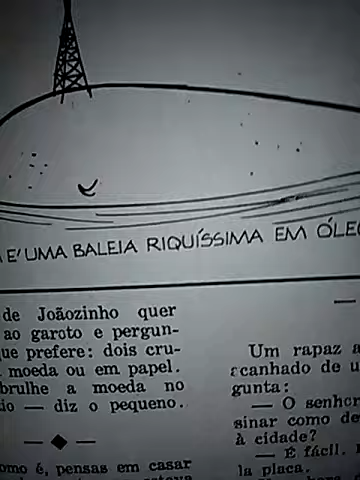 E' UMA BALEIA RIQUÍSSIMA EM ÓLEO
de Joãozinho quer
ao garoto e pergun-
que prefere: dois cru-
moeda ou em papel.
brulhe a moeda no
— diz o pequeno.
omo é, pensas em casar
Um rapaz a
canhado de u
gunta:
— O senhor
sinar como de
à cidade?
— É fácil.
la placa.